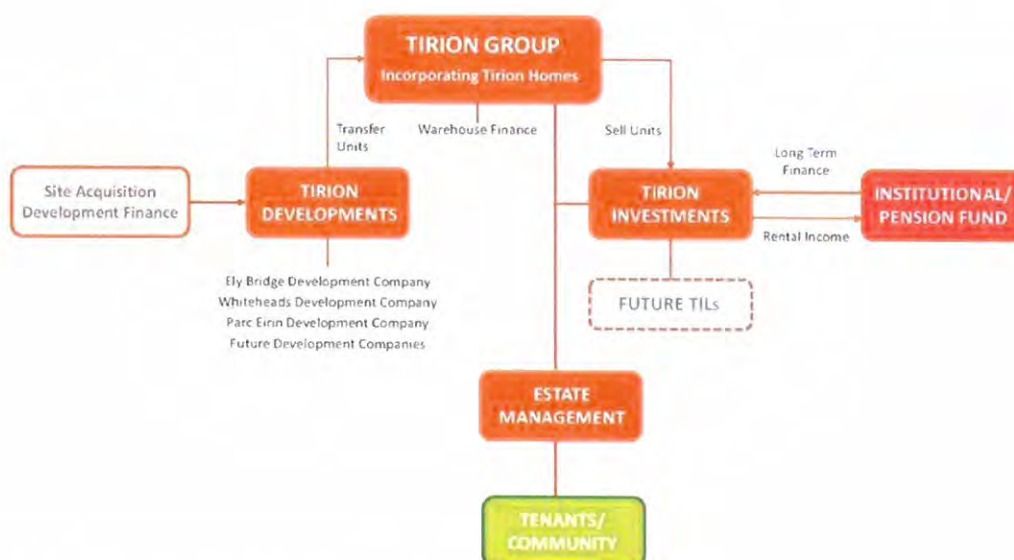 TIRION GROUP
Incorporating Tirion Homes
Transfer
Units
Warehouse Finance
Sell Units
Long Term
Finance
Site Acquisition
Development Finance
TIRION
DEVELOPMENTS
TIRION
INVESTMENTS
INSTITUTIONAL/
PENSION FUND
Rental Income
Ely Bridge Development Company
Whiteheads Development Company
Parc Eirin Development Company
Future Development Companies
FUTURE TILs
ESTATE
MANAGEMENT
TENANTS/
COMMUNITY